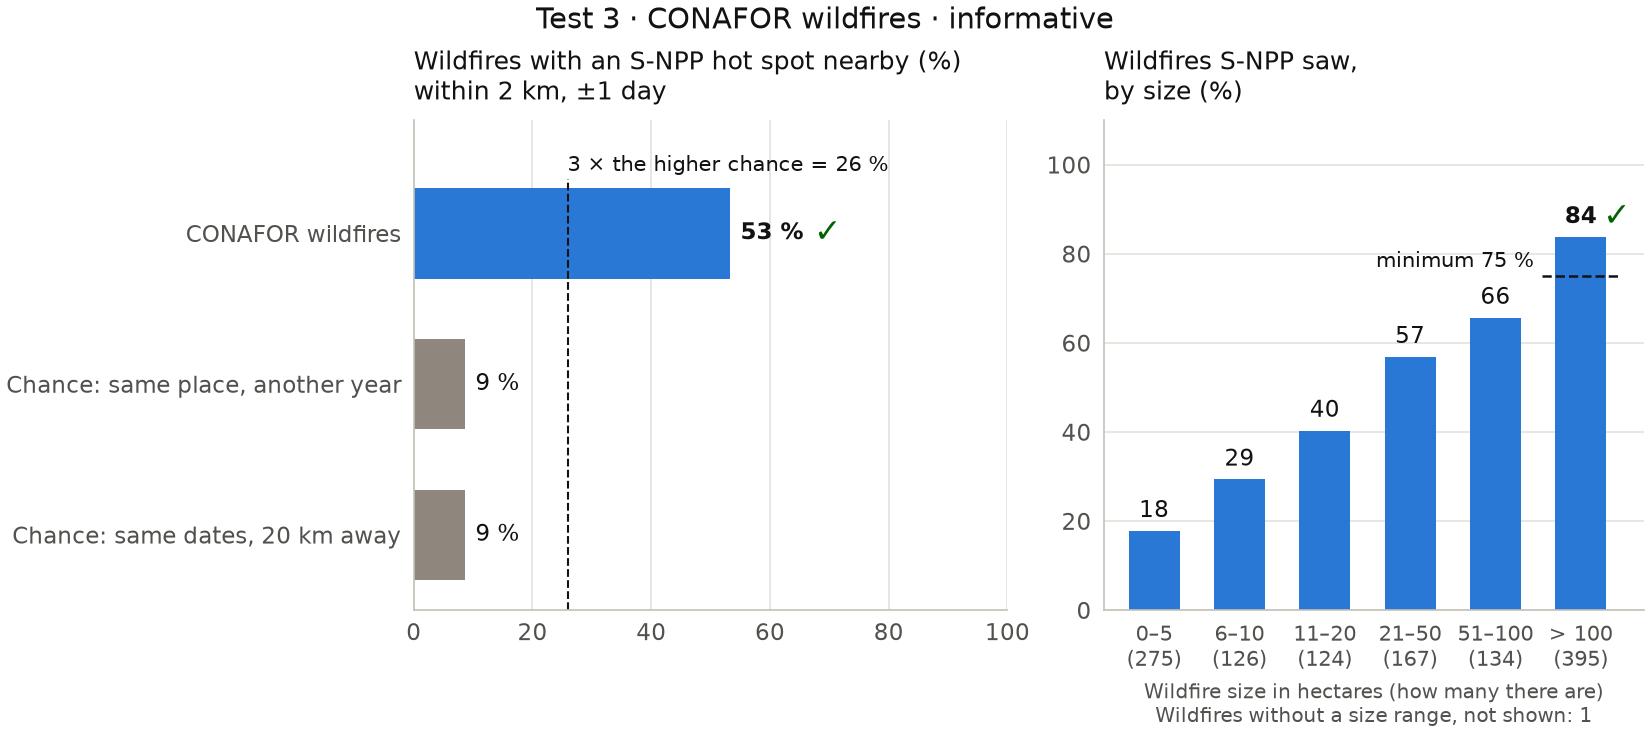 Test 3 · CONAFOR wildfires · informative
Wildfires with an S-NPP hot spot nearby (%)
within 2 km, ±1 day
3 × the higher chance = 26 %
CONAFOR wildfires
53 % ✓
Chance: same place, another year
9 %
Chance: same dates, 20 km away
9 %
0 20 40 60 80 100
Wildfires S-NPP saw,
by size (%)
100
80
60
40
20
0
84 ✓
minimum 75 %
66
57
40
29
18
0–5 6–10 11–20 21–50 51–100 > 100
(275) (126) (124) (167) (134) (395)
Wildfire size in hectares (how many there are)
Wildfires without a size range, not shown: 1